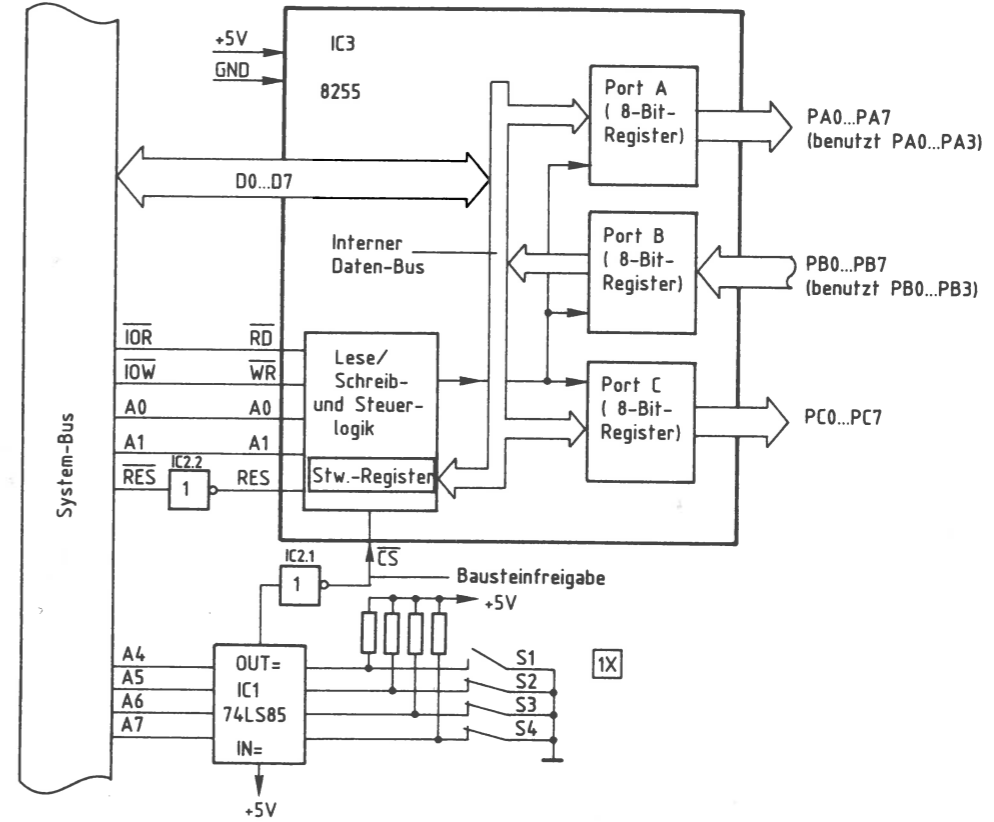 +5V
GND
IC3
8255
Port A
( 8-Bit-
Register)
PA0...PA7
(benutzt PA0...PA3)
D0...D7
Interner
Daten-Bus
Port B
( 8-Bit-
Register)
PB0...PB7
(benutzt PB0...PB3)
System-Bus
IOR
RD
IOW
WR
A0
A0
A1
A1
RES
IC2.2
1
RES
Lese/
Schreib-
und Steuer-
logik
Stw.-Register
Port C
( 8-Bit-
Register)
PC0...PC7
IC2.1
1
CS
Bausteinfreigabe
+5V
A4
A5
A6
A7
OUT=
IC1
74LS85
IN=
+5V
S1
S2
S3
S4
1X